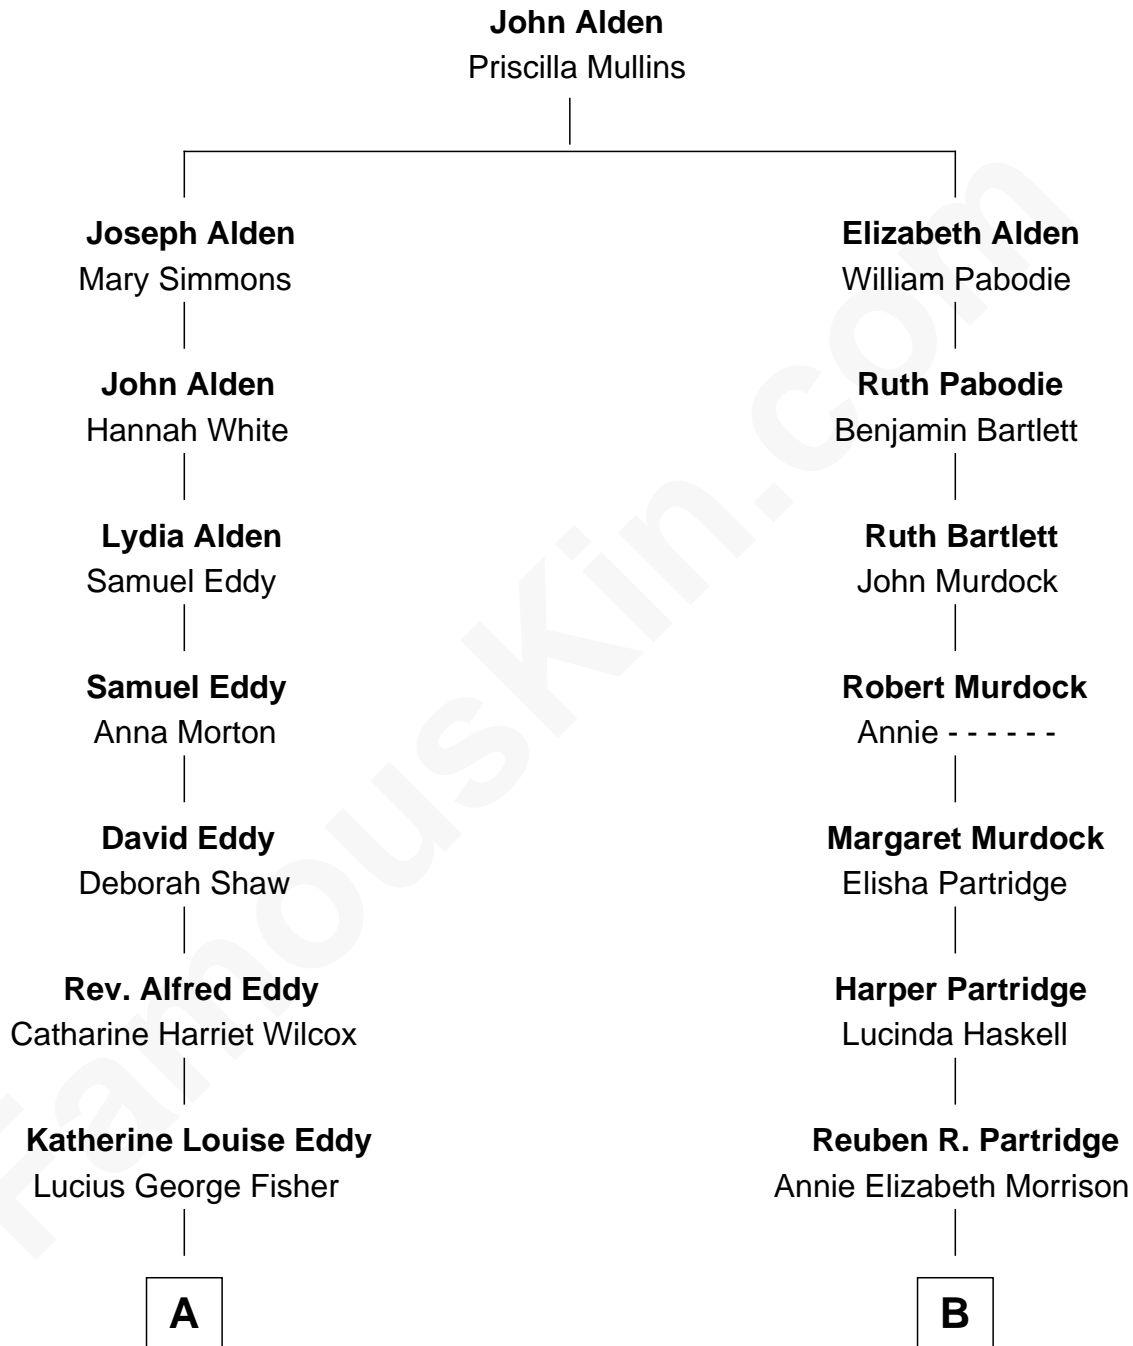 John Alden
Priscilla Mullins
Joseph Alden
Mary Simmons
Elizabeth Alden
William Pabodie
John Alden
Hannah White
Ruth Pabodie
Benjamin Bartlett
Lydia Alden
Samuel Eddy
Ruth Bartlett
John Murdock
Samuel Eddy
Anna Morton
Robert Murdock
Annie - - - - - -
David Eddy
Deborah Shaw
Margaret Murdock
Elisha Partridge
Rev. Alfred Eddy
Catharine Harriet Wilcox
Harper Partridge
Lucinda Haskell
Katherine Louise Eddy
Lucius George Fisher
Reuben R. Partridge
Annie Elizabeth Morrison
A
B
FamousKin.com